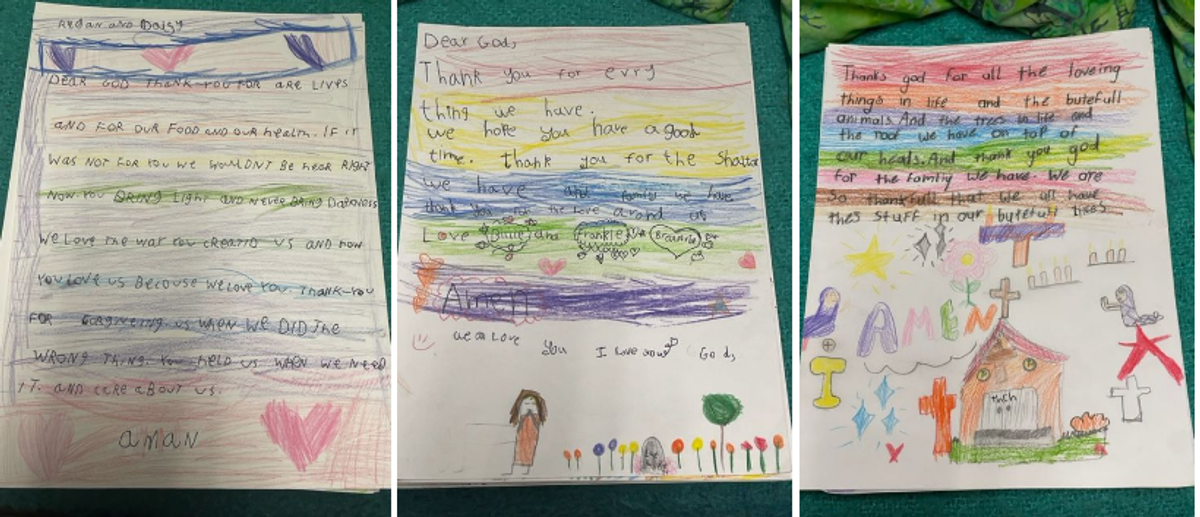 RYDAN AND Daisy
DEAR GOD THANK-YOU FOR ARE LIVES
AND FOR OUR FOOD AND OUR HEALTH. IF IT
WAS NOT FOR YOU WE WOULDNT BE HEAR RIGHT
NOW. YOU BRING LIGHT AND NEVER BRING DARKNESS
WE LOVE THE WAY YOU CREATID US AND HOW
YOU LOVE US BECOUSE WE LOVE YOU. THANK-YOU
FOR FORGIVEING US WHEN WE DID THE
WRONG THING. YOU HELD US WHEN WE NEED
IT. AND CARE ABOUT US.
AMAN
Dear God,
Thank you for evry
thing we have.
we hope you have a good
time. thank you for the Shaltor
we have and family we have
thank you for the love arond us
Love Billie and Frankie
Amen
we love you I love you God,
Thanks god for all the loveing
things in life and the butefull
animals. And the trees in life and
the roof we have on top of
our heads. And thank you god
for the family we have. We are
So thankfull that we all have
thes stuff in our butefull lifes
AMEN